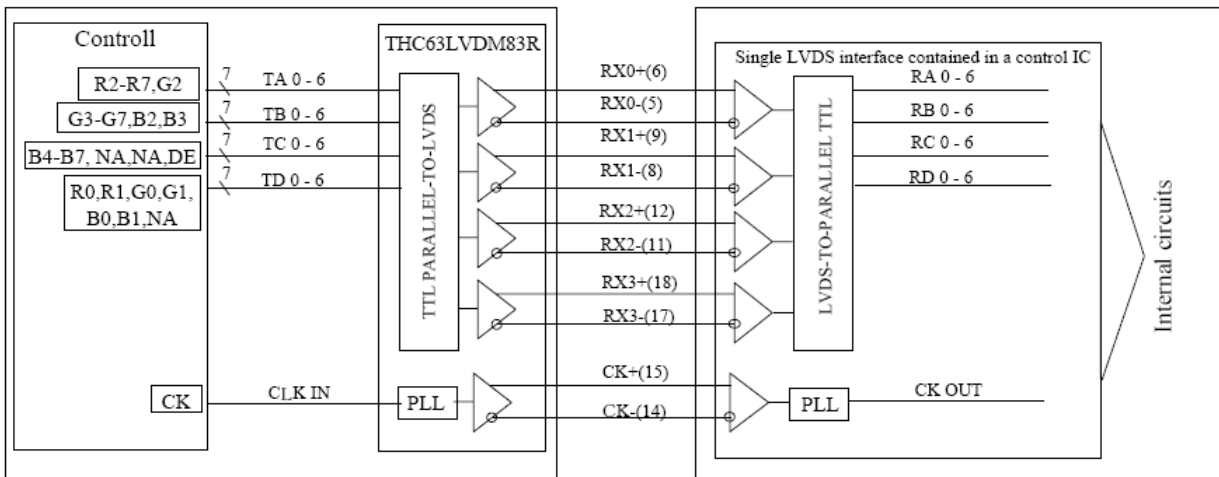 Controll
R2-R7,G2
G3-G7,B2,B3
B4-B7, NA,NA,DE
R0,R1,G0,G1,
B0,B1,NA
CK
7
TA 0 - 6
7
TB 0 - 6
7
TC 0 - 6
7
TD 0 - 6
CLK IN
THC63LVDM83R
TTL PARALLEL-TO-LVDS
PLL
RX0+(6)
RX0-(5)
RX1+(9)
RX1-(8)
RX2+(12)
RX2-(11)
RX3+(18)
RX3-(17)
CK+(15)
CK-(14)
Single LVDS interface contained in a control IC
LVDS-TO-PARALLEL TTL
PLL
RA 0 - 6
RB 0 - 6
RC 0 - 6
RD 0 - 6
CK OUT
Internal circuits